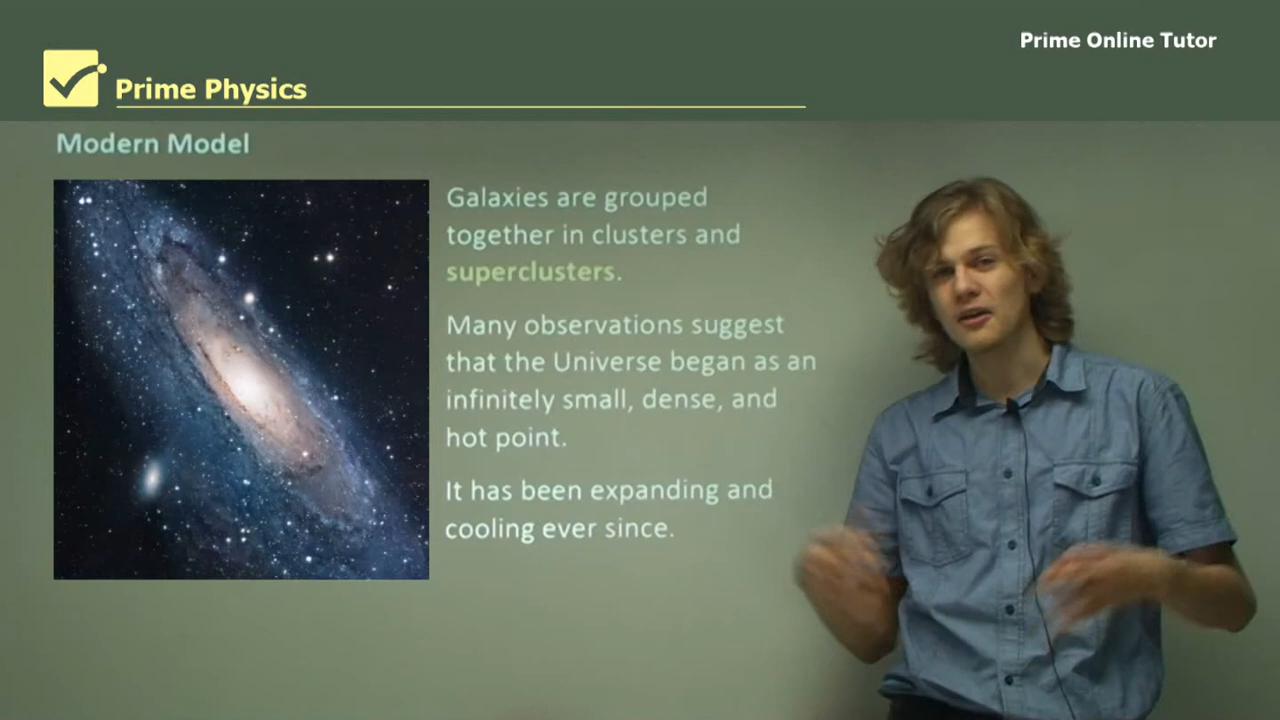 Prime Online Tutor
Prime Physics
Modern Model
Galaxies are grouped
together in clusters and
superclusters.
Many observations suggest
that the Universe began as an
infinitely small, dense, and
hot point.
It has been expanding and
cooling ever since.